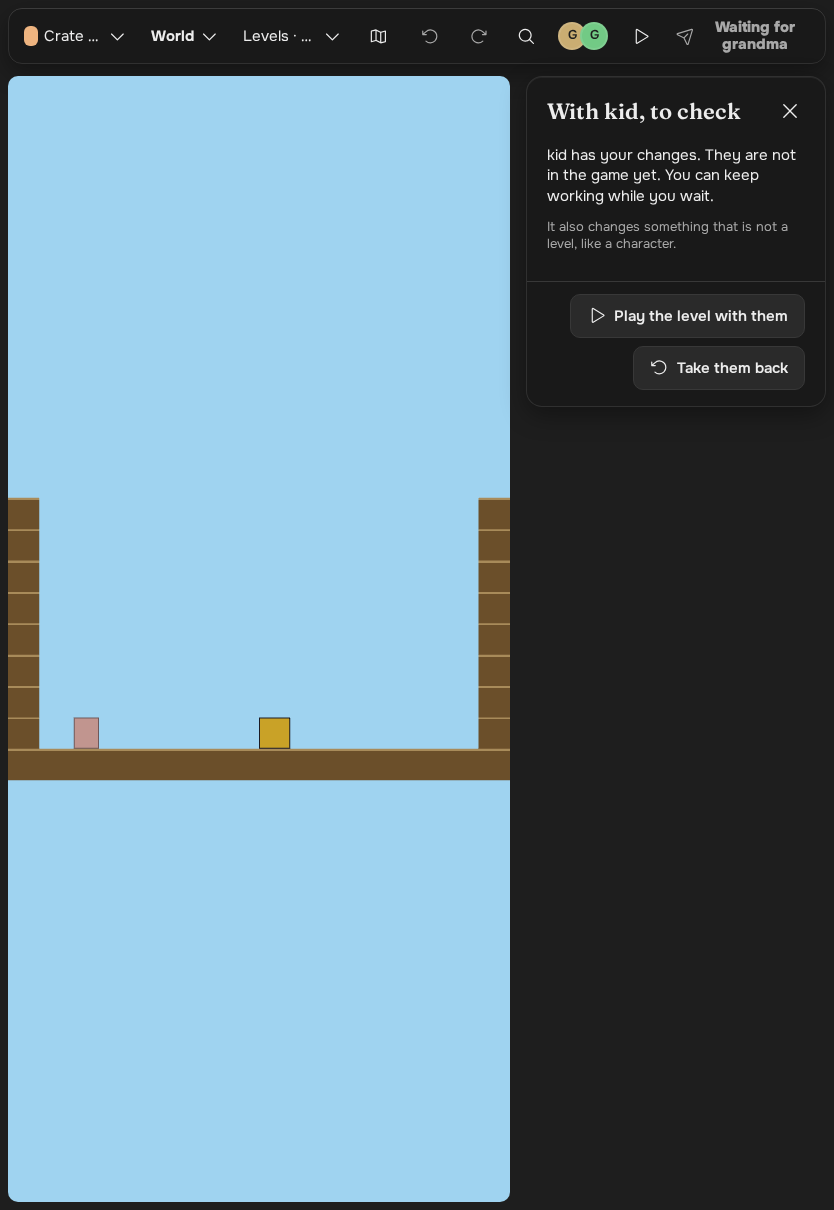 Crate ...
World
Levels · ...
G
G
Waiting for
grandma
With kid, to check
kid has your changes. They are not
in the game yet. You can keep
working while you wait.
It also changes something that is not a
level, like a character.
Play the level with them
Take them back